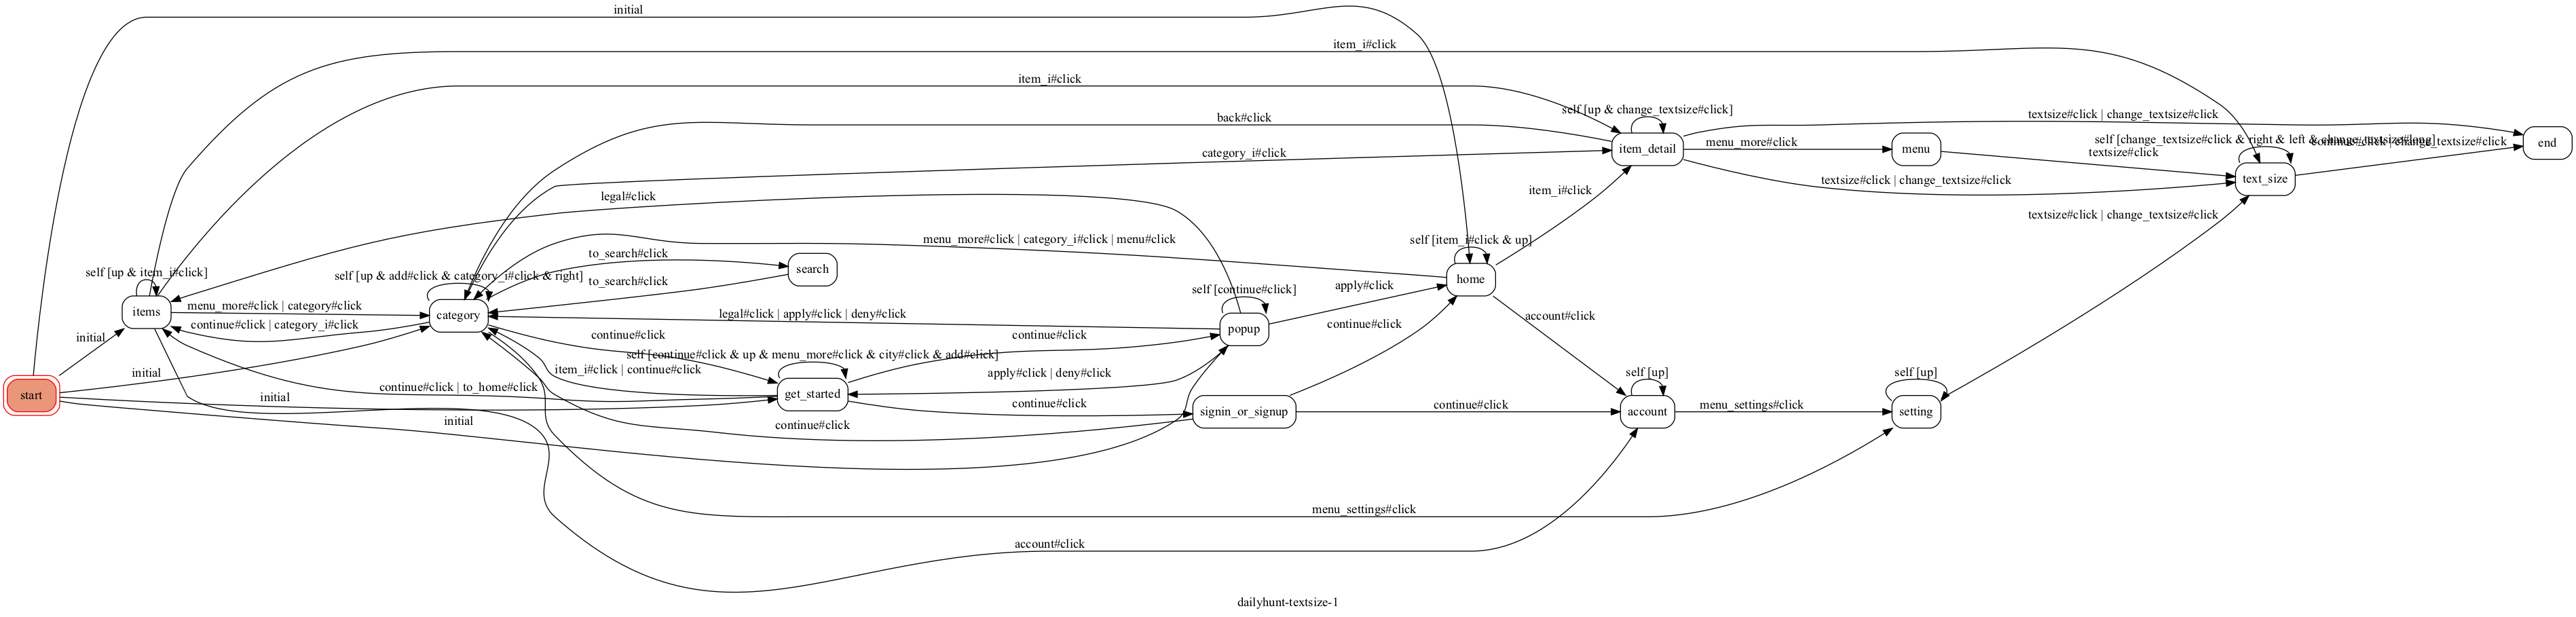 initial
item_i#click
item_i#click
self [up & change_textsize#click]
textsize#click | change_textsize#click
back#click
item_detail
menu_more#click
menu
self [change_textsize#click & right & left & change_textsize#long]
continue#click | change_textsize#click
end
category_i#click
textsize#click
text_size
textsize#click | change_textsize#click
item_i#click
legal#click
textsize#click | change_textsize#click
menu_more#click | category_i#click | menu#click
self [item_i#click & up]
to_search#click
search
self [up & item_i#click]
self [up & add#click & category_i#click & right]
to_search#click
home
self [continue#click]
apply#click
items
menu_more#click | category#click
category
legal#click | apply#click | deny#click
account#click
continue#click | category_i#click
popup
continue#click
initial
continue#click
continue#click
self [continue#click & up & menu_more#click & city#click & add#click]
initial
item_i#click | continue#click
apply#click | deny#click
self [up]
self [up]
start
continue#click | to_home#click
get_started
initial
continue#click
signin_or_signup
continue#click
account
menu_settings#click
setting
initial
continue#click
menu_settings#click
account#click
dailyhunt-textsize-1